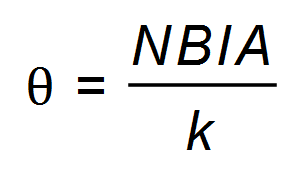 θ = NBIA / k